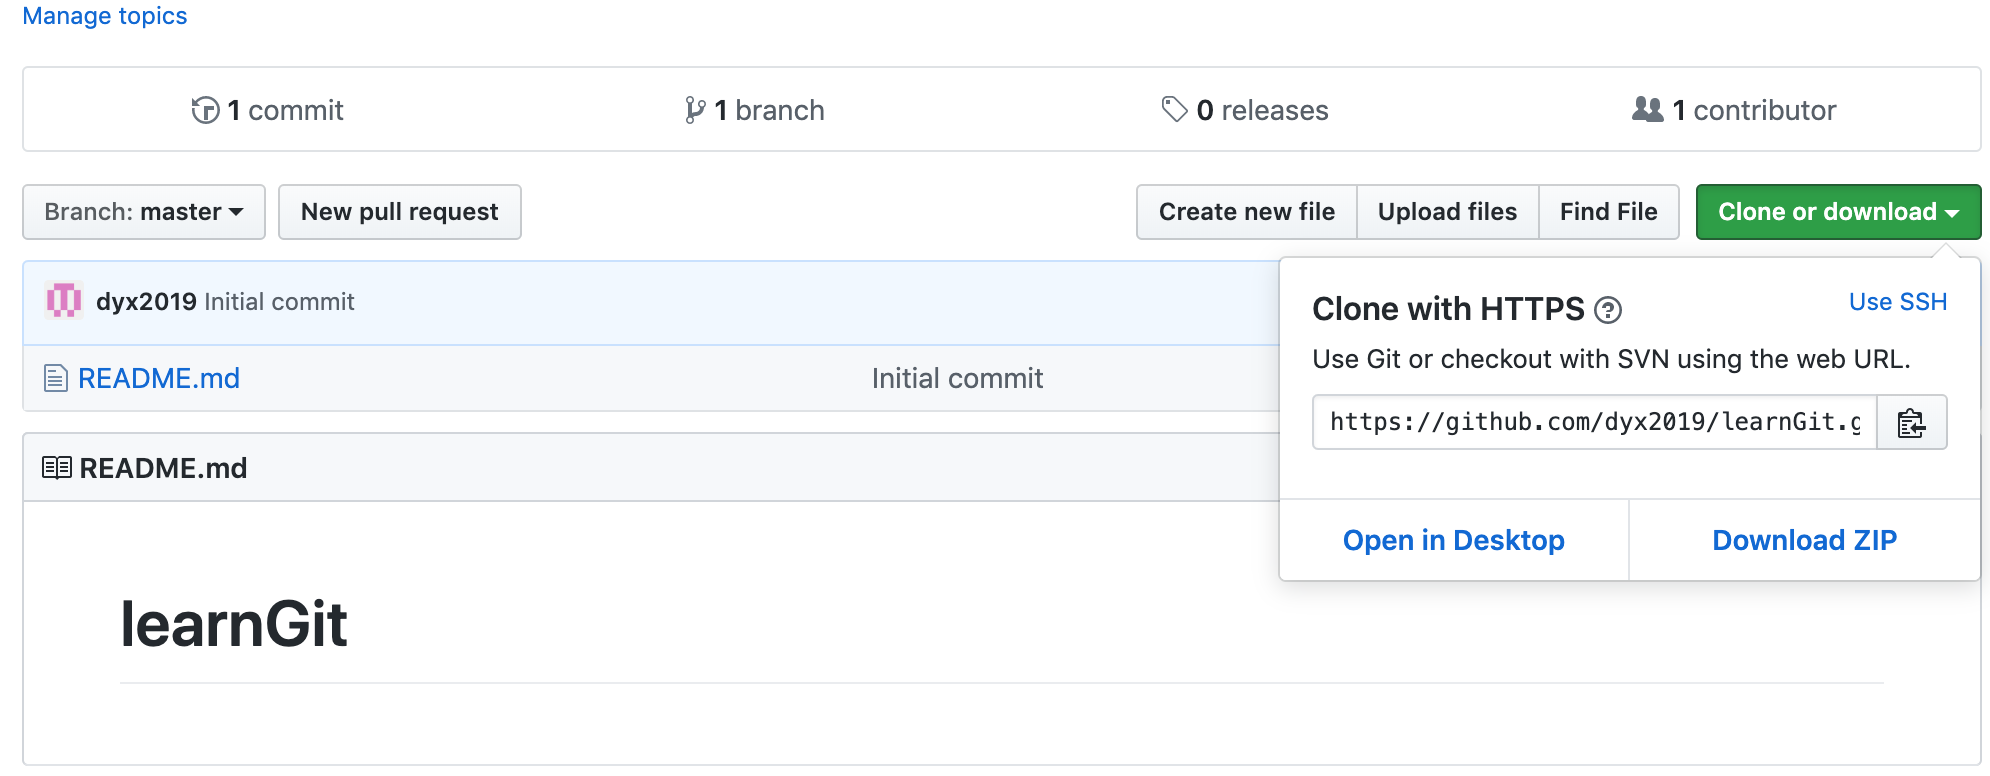 Manage topics
1 commit
1 branch
0 releases
1 contributor
Branch: master
New pull request
Create new file
Upload files
Find File
Clone or download
dyx2019 Initial commit
README.md
Initial commit
Clone with HTTPS
Use SSH
Use Git or checkout with SVN using the web URL.
https://github.com/dyx2019/learnGit.g
Open in Desktop
Download ZIP
README.md
learnGit